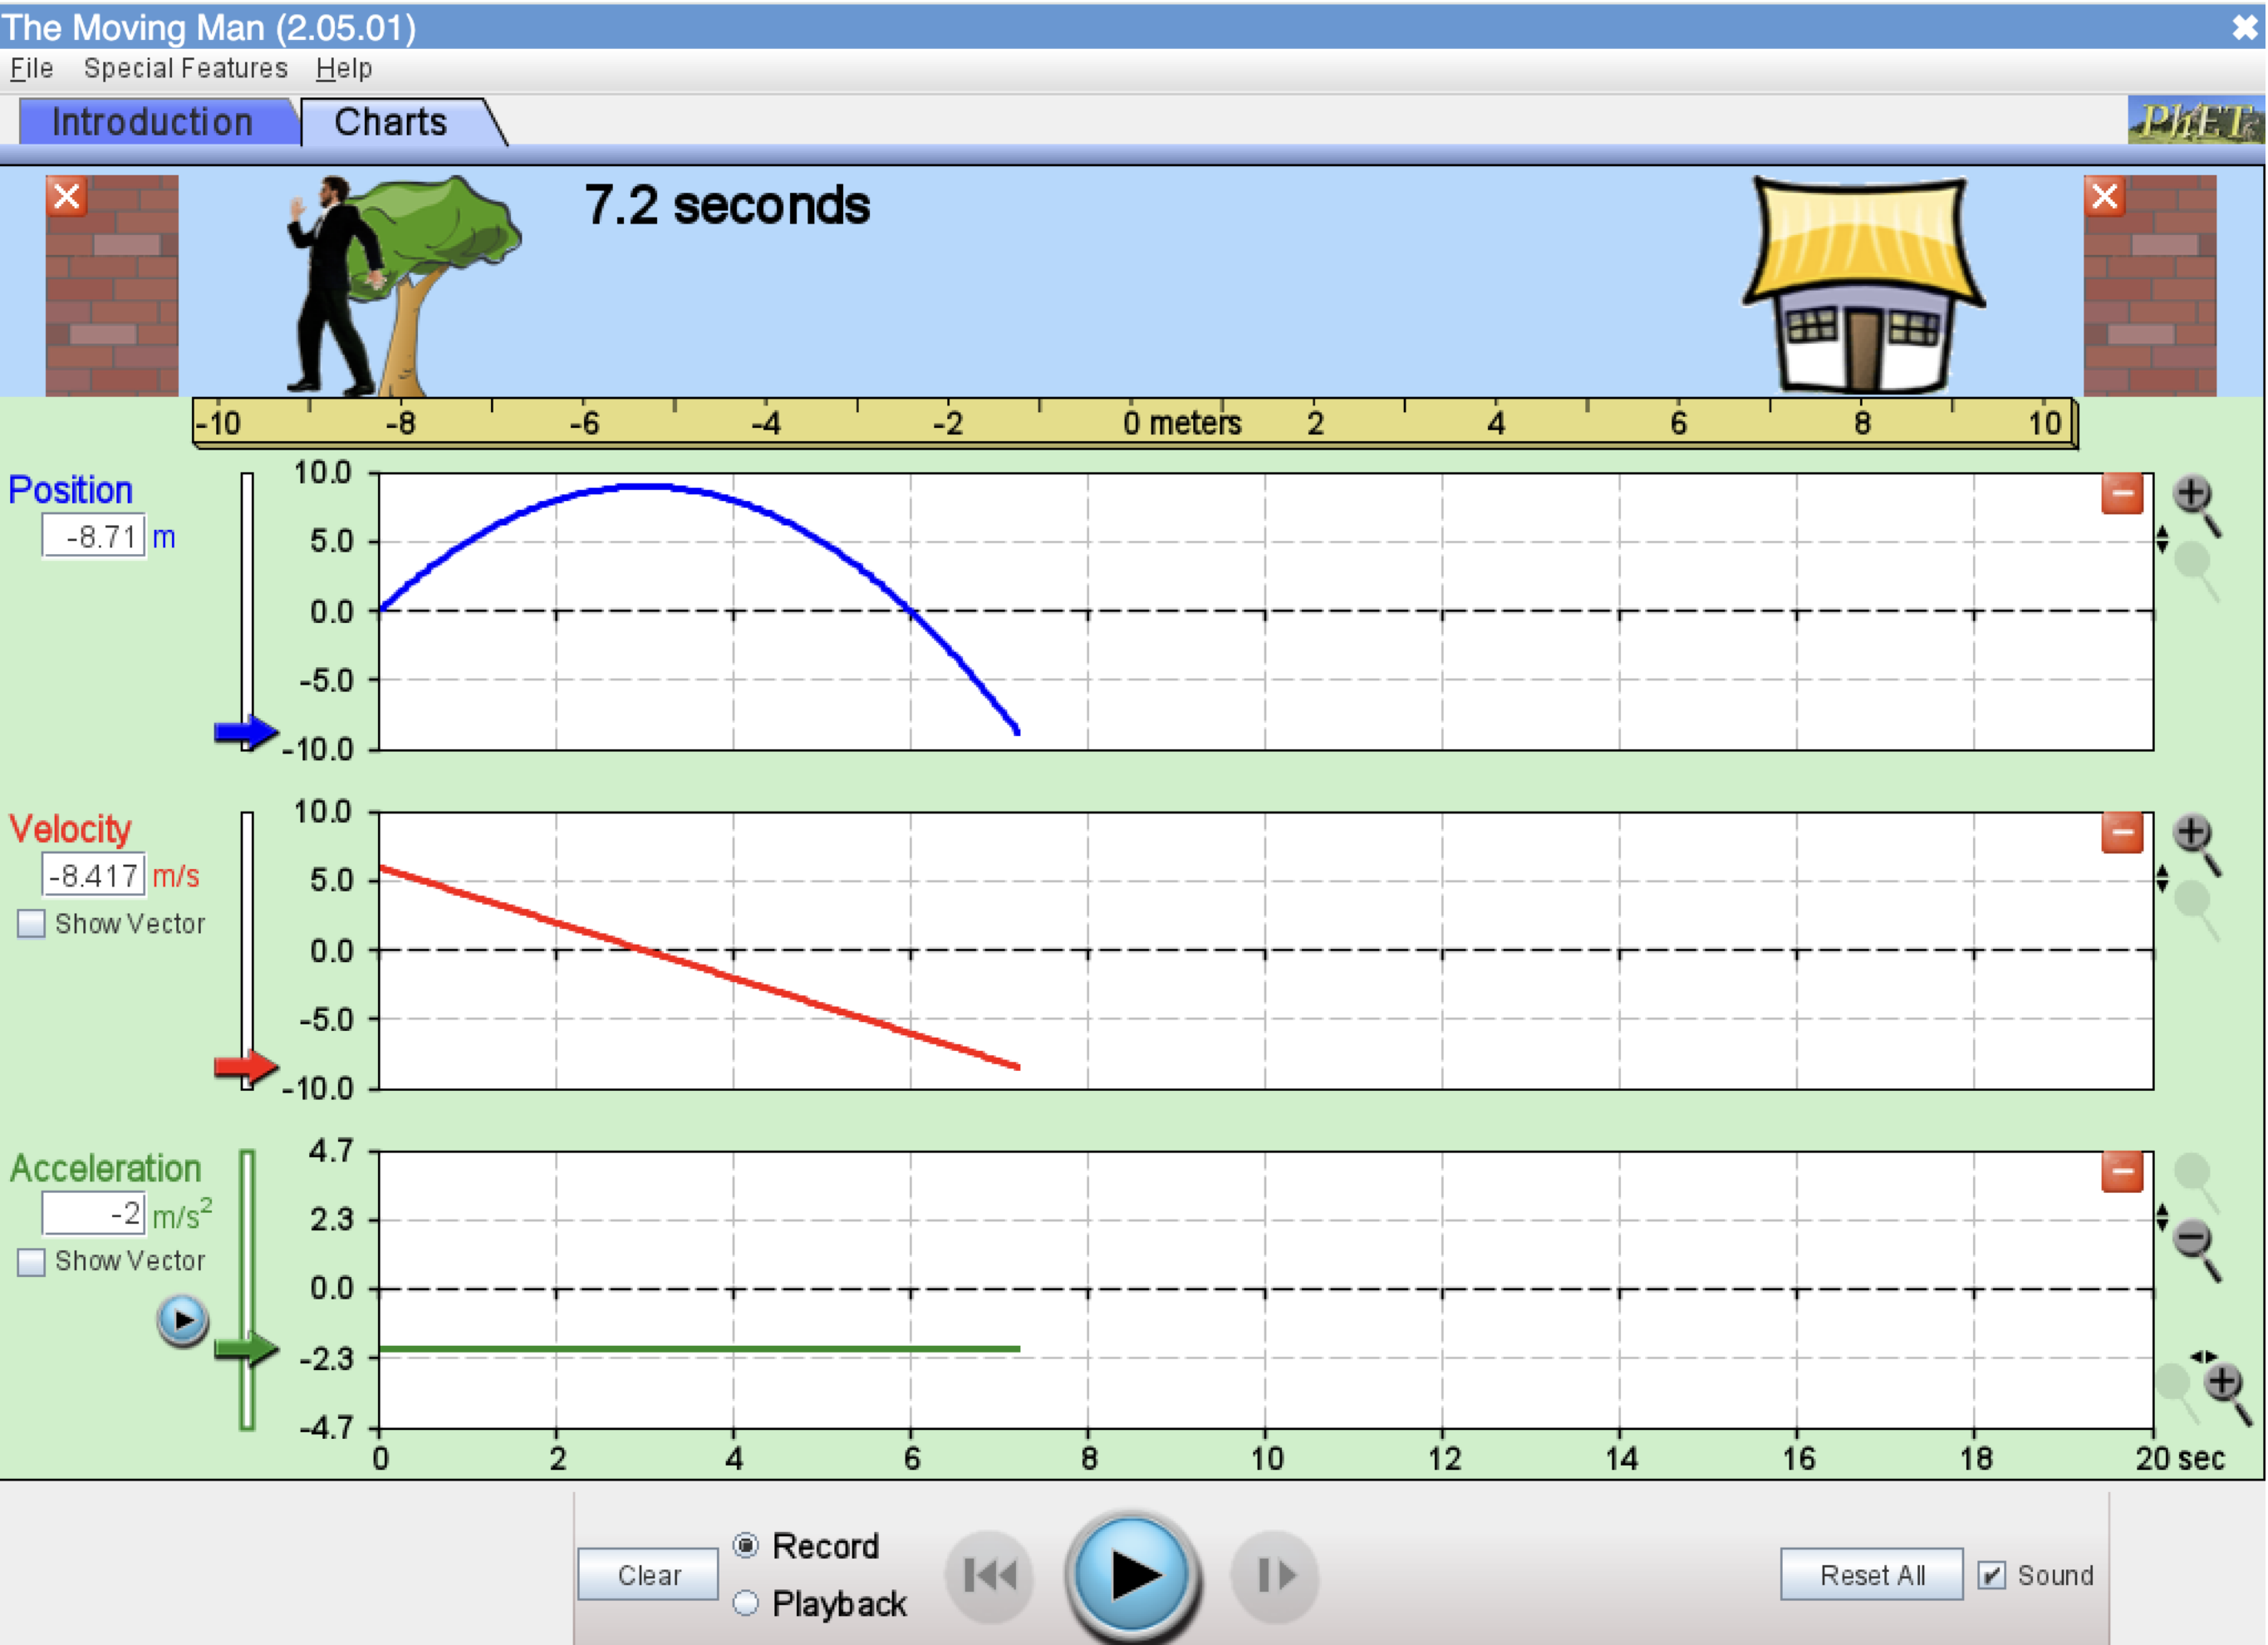 The Moving Man (2.05.01)
File Special Features Help
Introduction Charts
PhET
7.2 seconds
-10 -8 -6 -4 -2 0 meters 2 4 6 8 10
Position
-8.71 m
10.0
5.0
0.0
-5.0
-10.0
Velocity
-8.417 m/s
Show Vector
10.0
5.0
0.0
-5.0
-10.0
Acceleration
-2 m/s²
Show Vector
4.7
2.3
0.0
-2.3
-4.7
0 2 4 6 8 10 12 14 16 18 20 sec
Clear
Record
Playback
Reset All
Sound